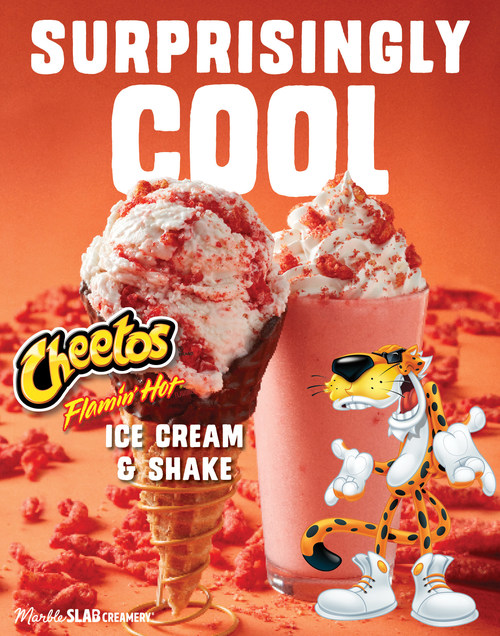 SURPRISINGLY
COOL
Cheetos
Flamin' Hot
ICE CREAM
& SHAKE
Marble SLAB CREAMERY®